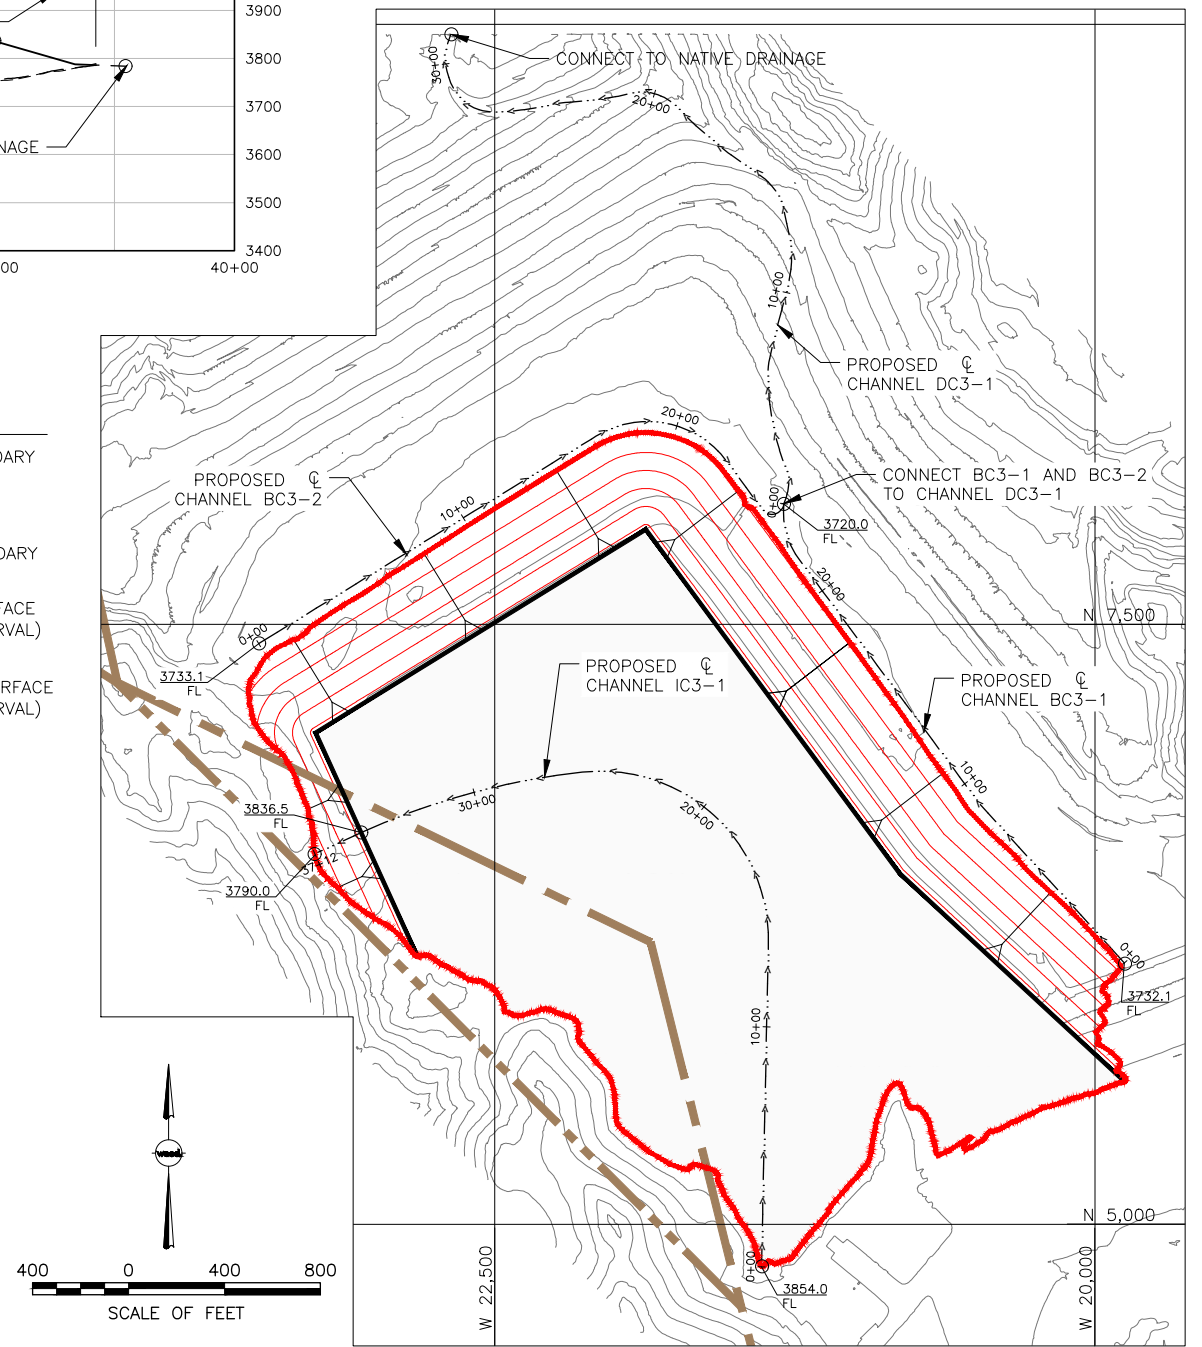 3900
3800
3700
3600
3500
3400
NAGE
00
40+00
CONNECT TO NATIVE DRAINAGE
30+00
20+00
10+00
PROPOSED ℄
CHANNEL DC3-1
DARY
20+00
PROPOSED ℄
CHANNEL BC3-2
CONNECT BC3-1 AND BC3-2
TO CHANNEL DC3-1
10+00
0+00
3720.0
FL
DARY
20+00
RFACE
RVAL)
N 7,500
0+00
3733.1
FL
PROPOSED ℄
CHANNEL IC3-1
PROPOSED ℄
CHANNEL BC3-1
RFACE
RVAL)
10+00
30+00
20+00
3836.5
FL
37+12
3790.0
FL
0+00
3732.1
FL
10+00
wood.
N 5,000
W 22,500
W 20,000
0+00
3854.0
FL
400 0 400 800
SCALE OF FEET